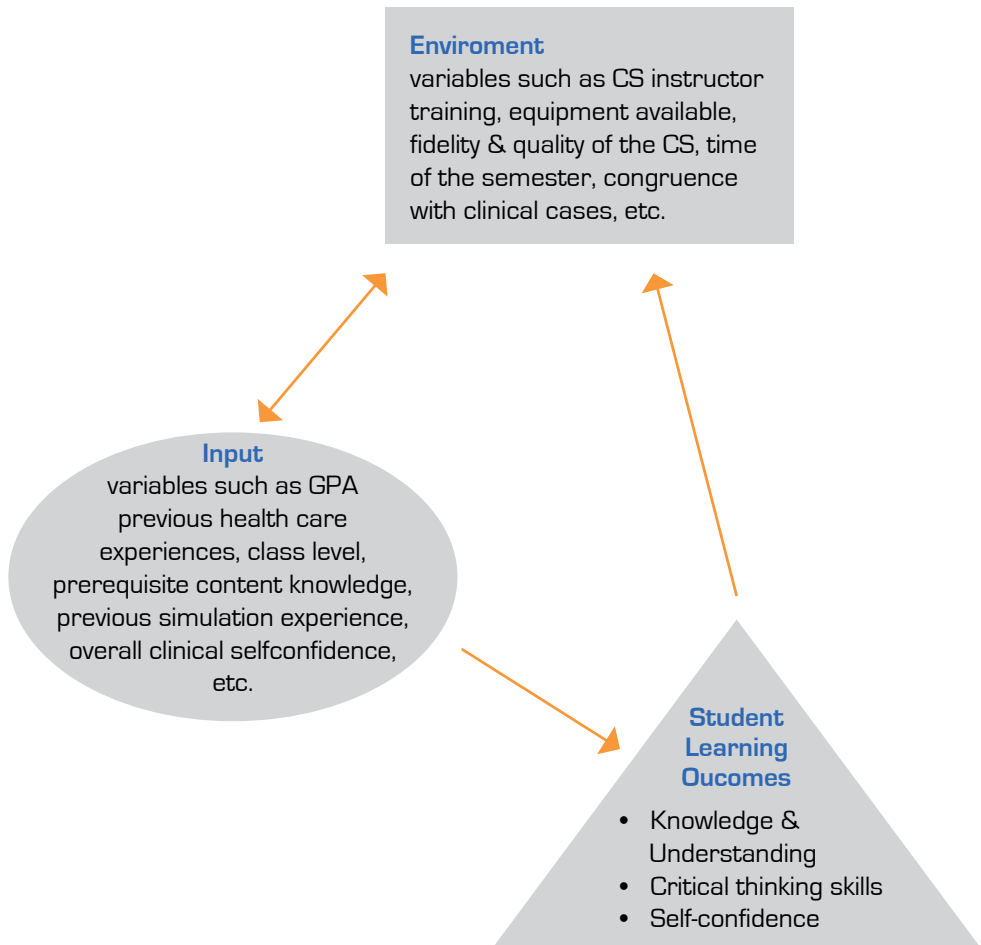 Enviroment
variables such as CS instructor
training, equipment available,
fidelity & quality of the CS, time
of the semester, congruence
with clinical cases, etc.
Input
variables such as GPA
previous health care
experiences, class level,
prerequisite content knowledge,
previous simulation experience,
overall clinical selfconfidence,
etc.
Student
Learning
Oucomes
• Knowledge &
Understanding
• Critical thinking skills
• Self-confidence